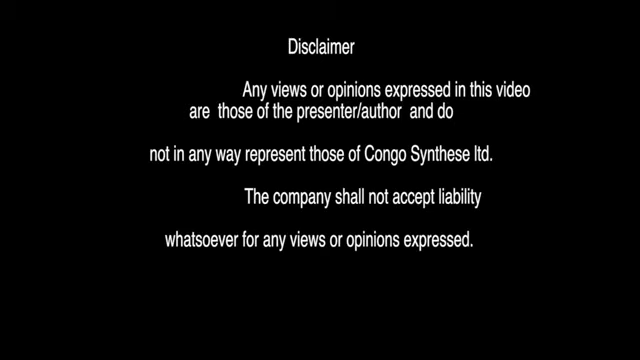 Disclaimer
Any views or opinions expressed in this video
are those of the presenter/author and do
not in any way represent those of Congo Synthese ltd.
The company shall not accept liability
whatsoever for any views or opinions expressed.